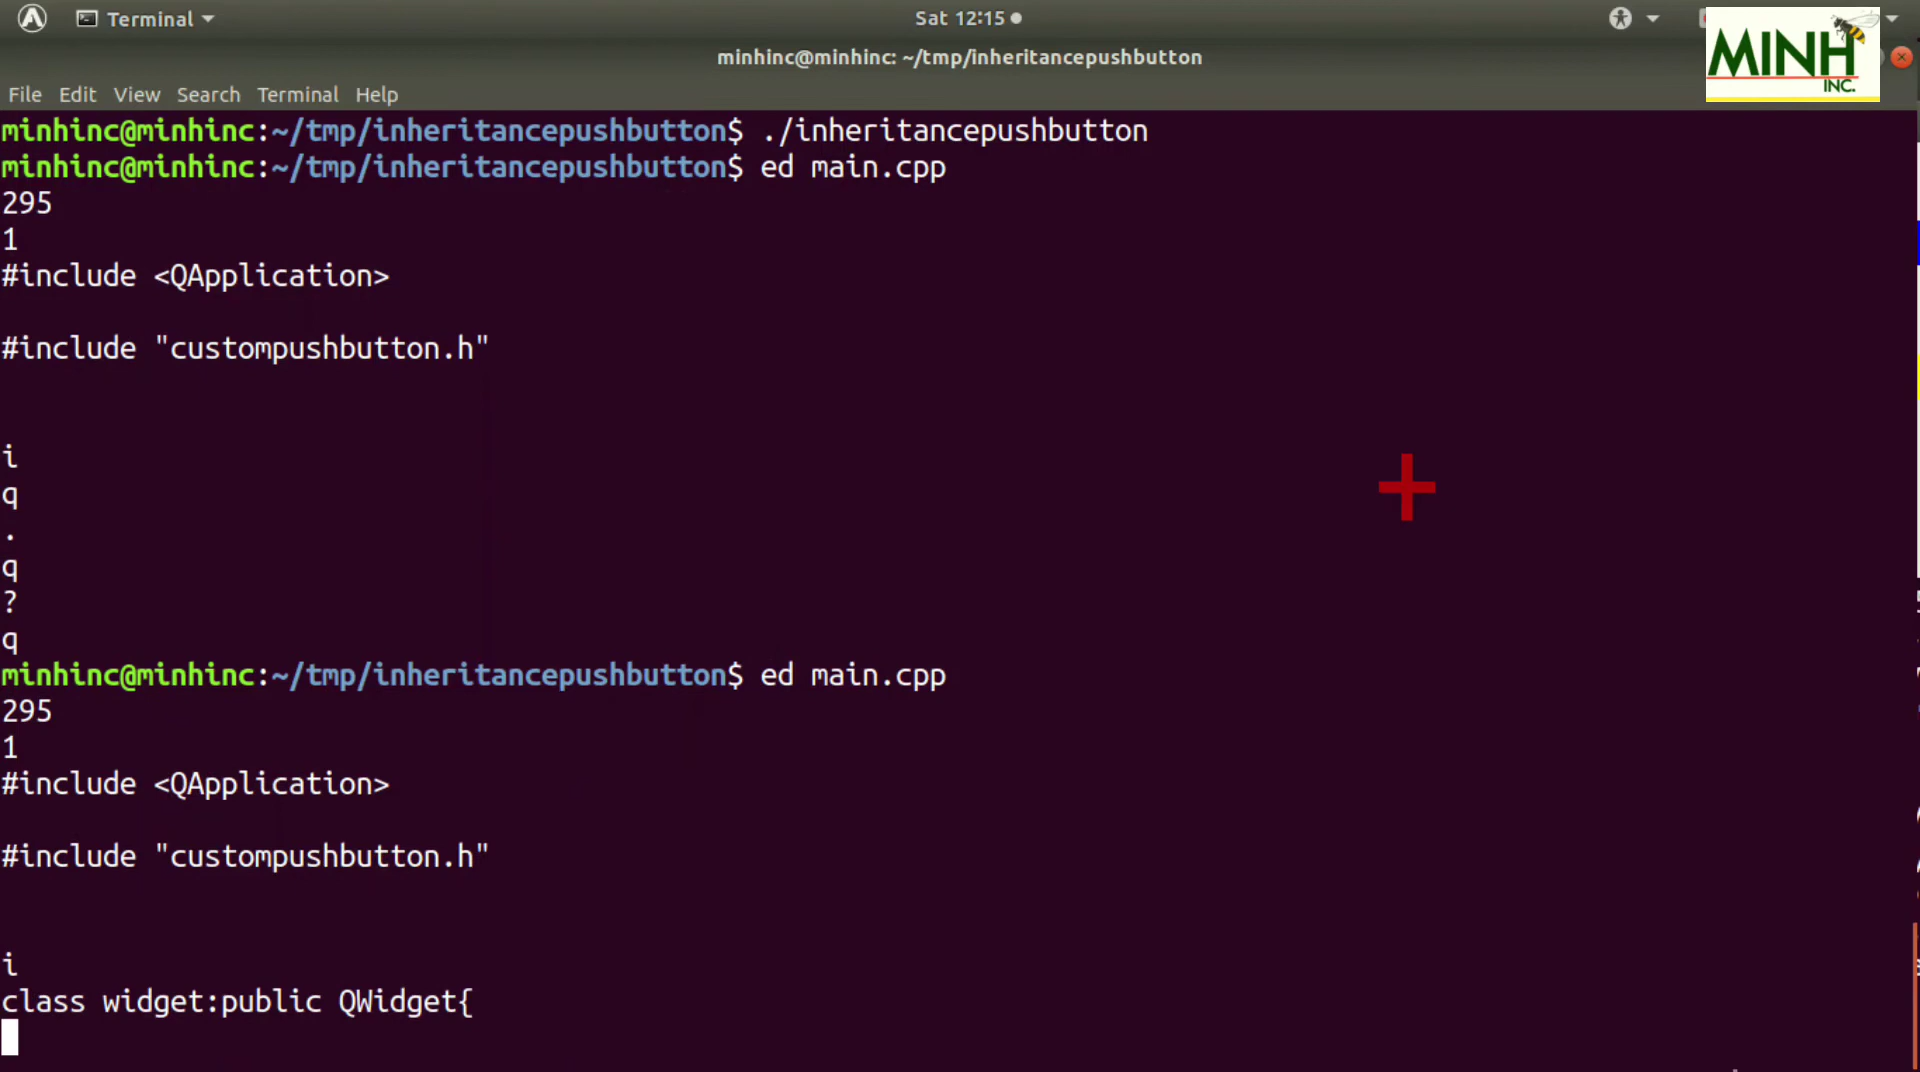 Terminal
Sat 12:15
minhinc@minhinc: ~/tmp/inheritancepushbutton
MINH
INC.
File Edit View Search Terminal Help
minhinc@minhinc:~/tmp/inheritancepushbutton$ ./inheritancepushbutton
minhinc@minhinc:~/tmp/inheritancepushbutton$ ed main.cpp
295
1
#include <QApplication>
#include "custompushbutton.h"
i
q
.
q
?
q
minhinc@minhinc:~/tmp/inheritancepushbutton$ ed main.cpp
295
1
#include <QApplication>
#include "custompushbutton.h"
i
class widget:public QWidget{